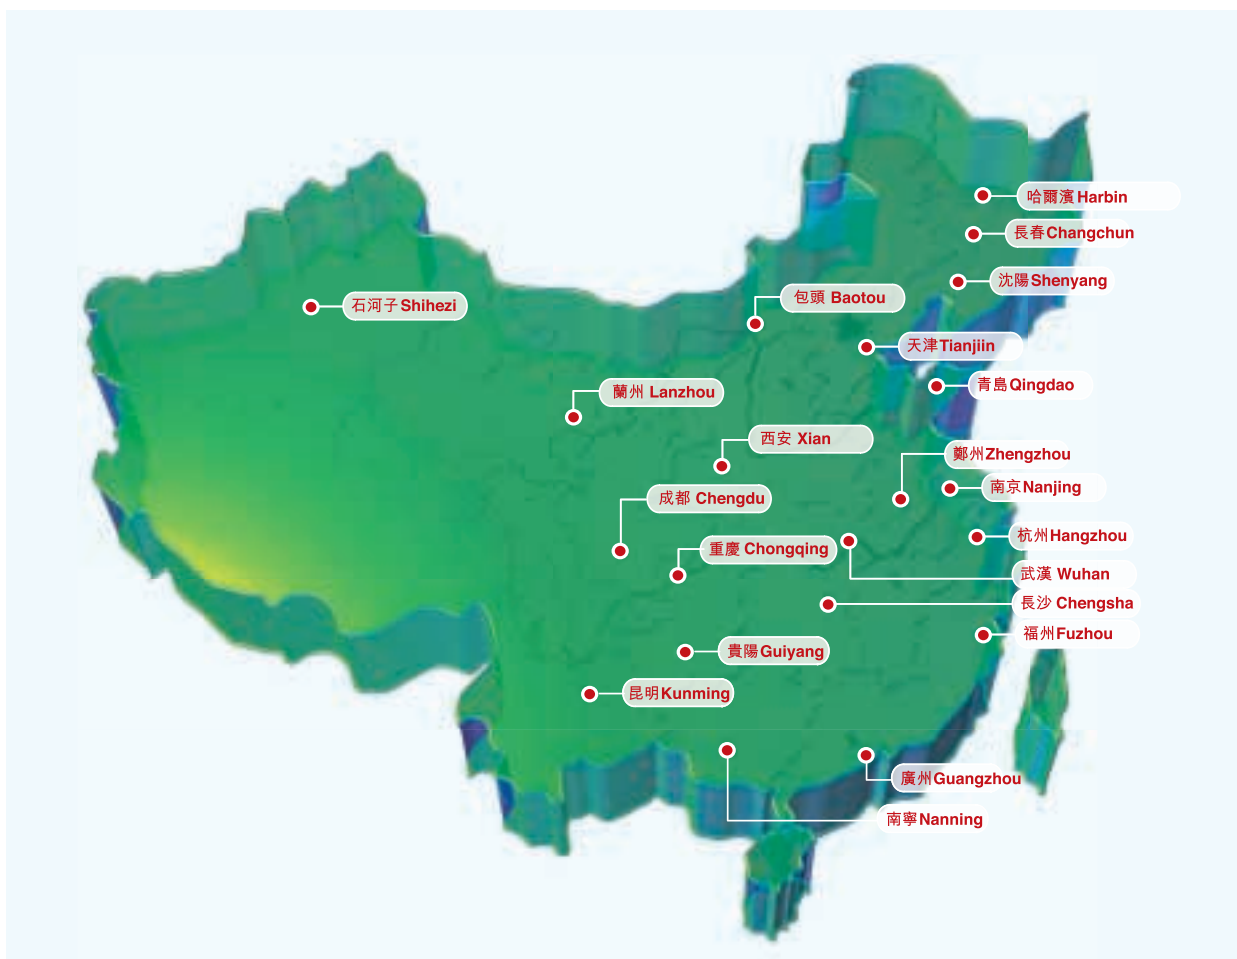 哈爾濱 Harbin
長春 Changchun
沈陽 Shenyang
包頭 Baotou
石河子 Shihezi
天津 Tianjiin
青島 Qingdao
蘭州 Lanzhou
西安 Xian
鄭州 Zhengzhou
南京 Nanjing
成都 Chengdu
杭州 Hangzhou
重慶 Chongqing
武漢 Wuhan
長沙 Chengsha
福州 Fuzhou
貴陽 Guiyang
昆明 Kunming
廣州 Guangzhou
南寧 Nanning